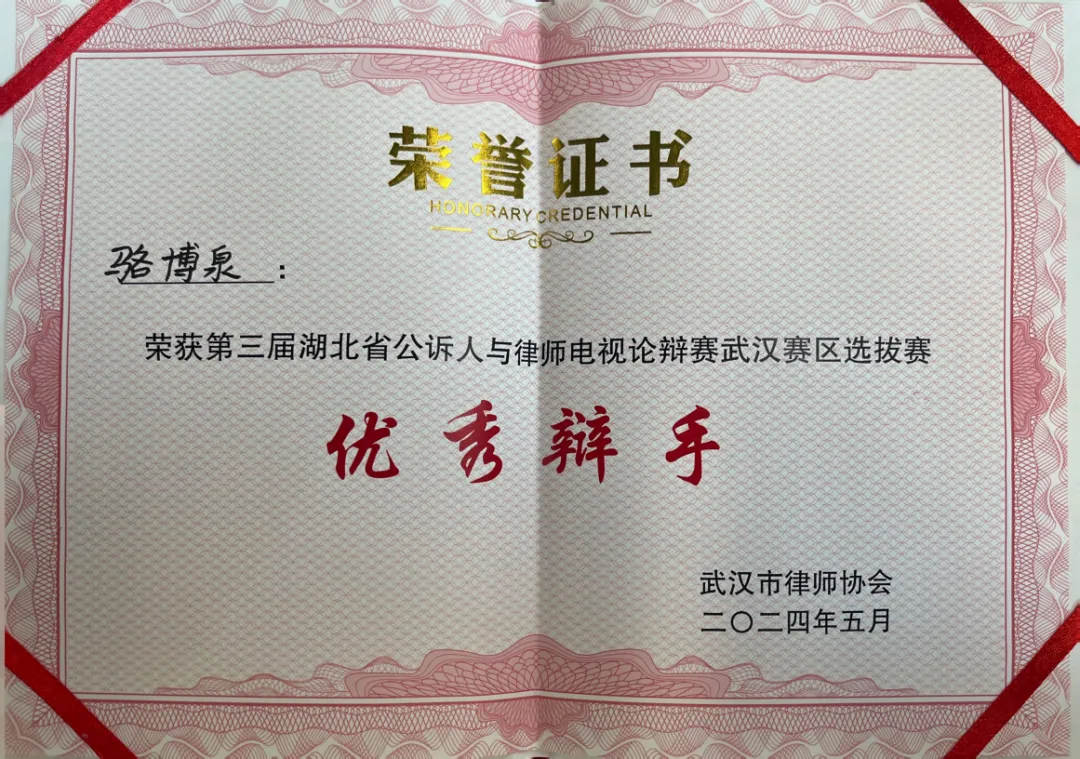 荣誉证书
HONORARY CREDENTIAL
骆博泉：
荣获第三届湖北省公诉人与律师电视论辩赛武汉赛区选拔赛
优秀辩手
武汉市律师协会
二〇二四年五月